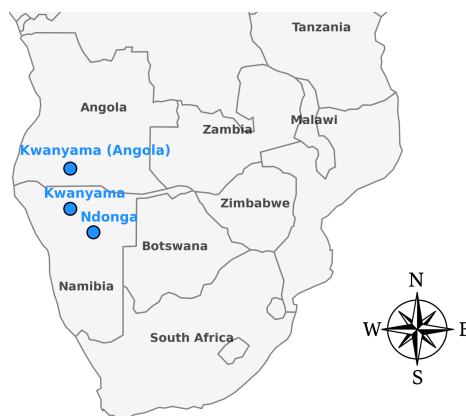 Tanzania
Angola
Malawi
Zambia
Kwanyama (Angola)
Kwanyama
Zimbabwe
Ndonga
Botswana
Namibia
N
W
E
S
South Africa